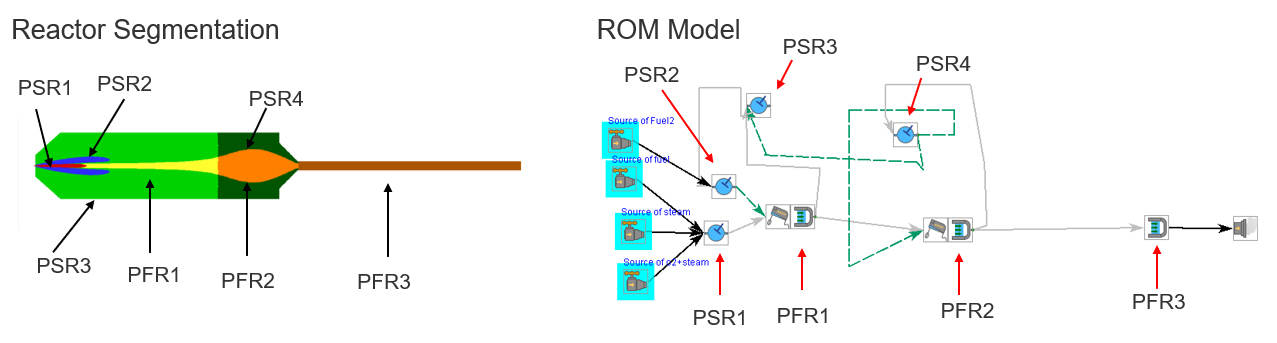 Reactor Segmentation
PSR1
PSR2
PSR4
PSR3
PFR1
PFR2
PFR3
ROM Model
PSR3
PSR2
PSR4
Source of Fuel2
Source of fuel
Source of steam
Source of o2+steam
PSR1
PFR1
PFR2
PFR3